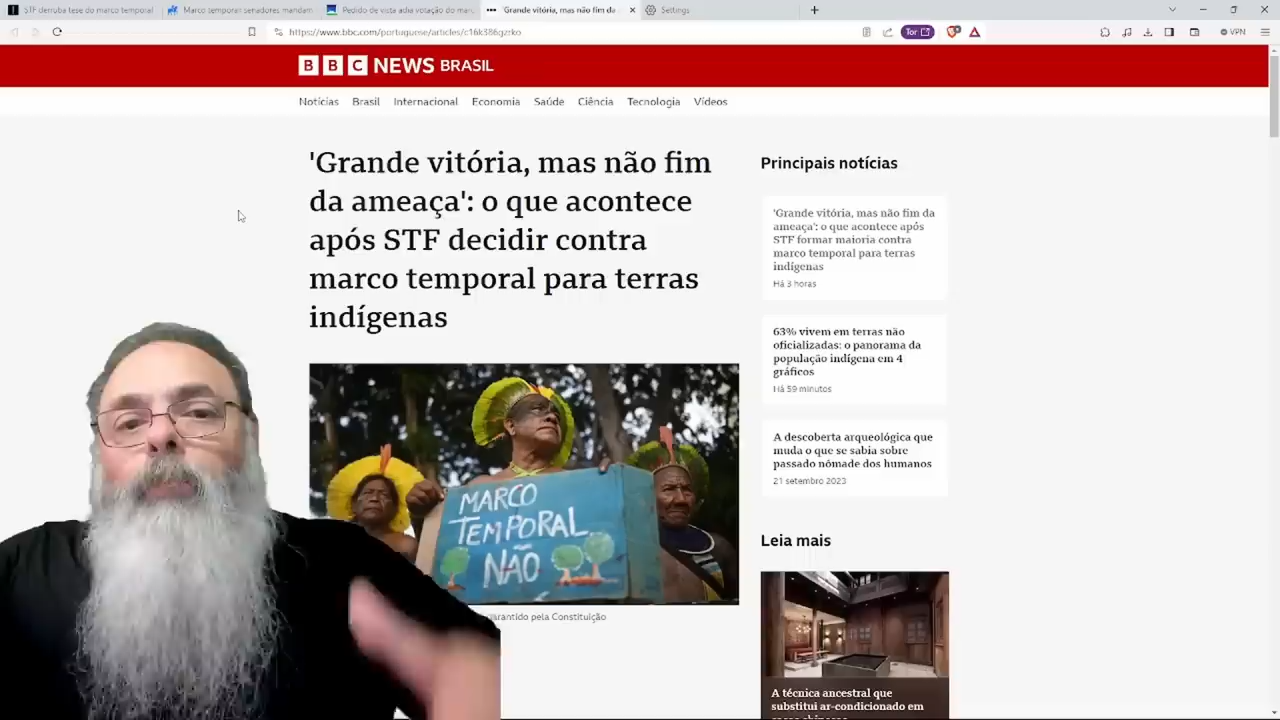 STF derruba tese do marco temporal
Marco temporal: senadores mandam
Pedido de vista adia votação do mar
'Grande vitória, mas não fim da
Settings
https://www.bbc.com/portuguese/articles/c16k386gzrko
Tor
VPN
BBC NEWS BRASIL
Notícias Brasil Internacional Economia Saúde Ciência Tecnologia Vídeos
'Grande vitória, mas não fim
da ameaça': o que acontece
após STF decidir contra
marco temporal para terras
indígenas
MARCO
TEMPORAL
NÃO
garantido pela Constituição
Principais notícias
'Grande vitória, mas não fim da
ameaça': o que acontece após
STF formar maioria contra
marco temporal para terras
indígenas
Há 3 horas
63% vivem em terras não
oficializadas: o panorama da
população indígena em 4
gráficos
Há 59 minutos
A descoberta arqueológica que
muda o que se sabia sobre
passado nômade dos humanos
21 setembro 2023
Leia mais
A técnica ancestral que
substitui ar-condicionado em